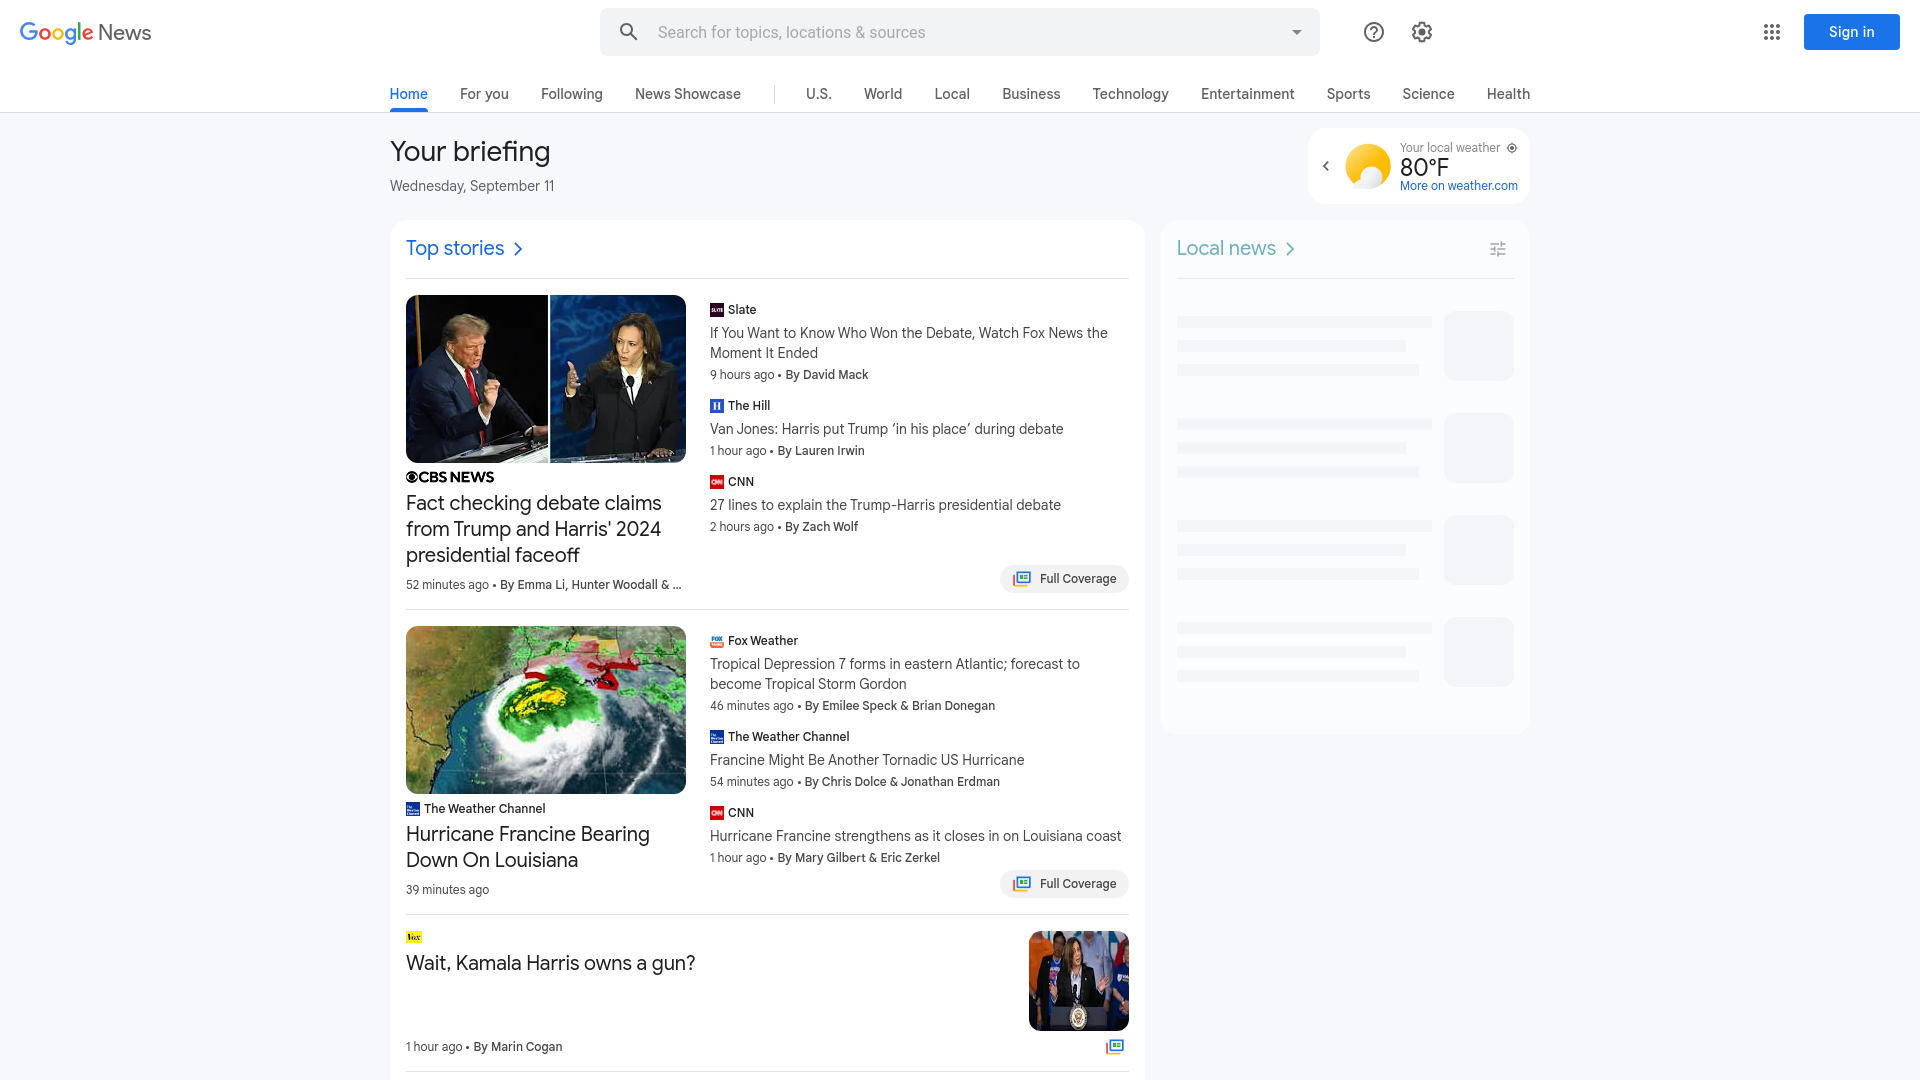 Google News
Search for topics, locations & sources
Sign in
Home
For you
Following
News Showcase
U.S.
World
Local
Business
Technology
Entertainment
Sports
Science
Health
Your briefing
Wednesday, September 11
Your local weather
80°F
More on weather.com
Top stories
CBS NEWS
Fact checking debate claims
from Trump and Harris' 2024
presidential faceoff
52 minutes ago • By Emma Li, Hunter Woodall & ...
Slate
If You Want to Know Who Won the Debate, Watch Fox News the
Moment It Ended
9 hours ago • By David Mack
The Hill
Van Jones: Harris put Trump ‘in his place’ during debate
1 hour ago • By Lauren Irwin
CNN
27 lines to explain the Trump-Harris presidential debate
2 hours ago • By Zach Wolf
Full Coverage
The Weather Channel
Hurricane Francine Bearing
Down On Louisiana
39 minutes ago
Fox Weather
Tropical Depression 7 forms in eastern Atlantic; forecast to
become Tropical Storm Gordon
46 minutes ago • By Emilee Speck & Brian Donegan
The Weather Channel
Francine Might Be Another Tornadic US Hurricane
54 minutes ago • By Chris Dolce & Jonathan Erdman
CNN
Hurricane Francine strengthens as it closes in on Louisiana coast
1 hour ago • By Mary Gilbert & Eric Zerkel
Full Coverage
Vox
Wait, Kamala Harris owns a gun?
1 hour ago • By Marin Cogan
Local news